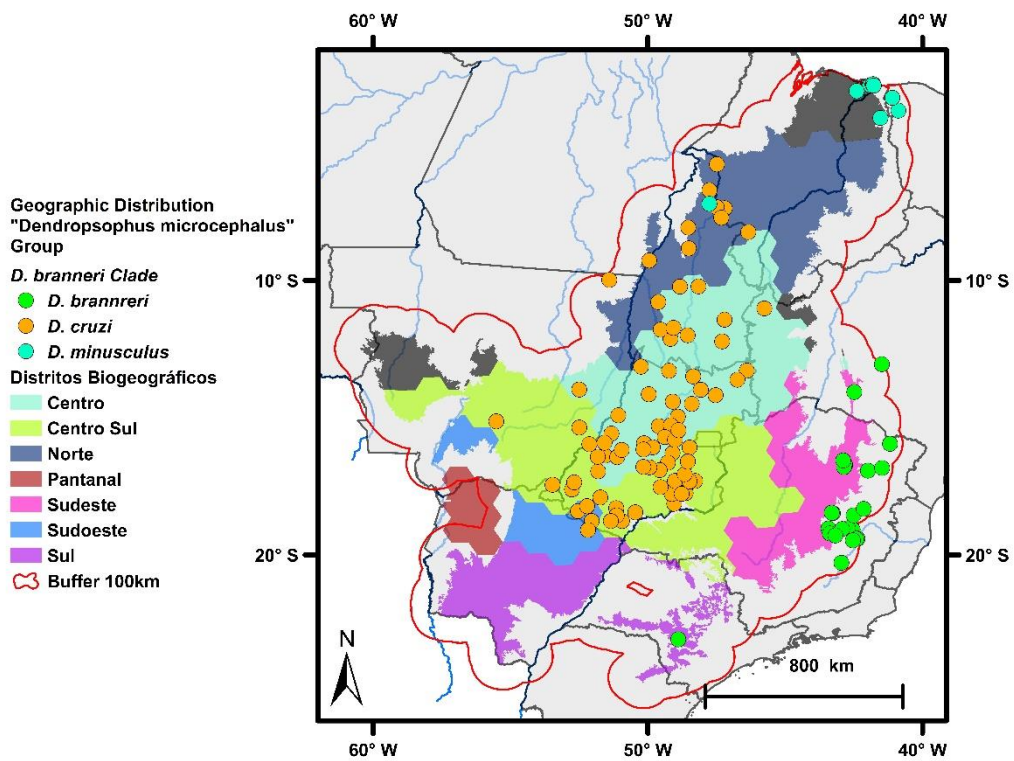 60° W 50° W 40° W
Geographic Distribution
"Dendropsophus microcephalus"
Group
D. branneri Clade
D. brannreri
D. cruzi
D. minusculus
Distritos Biogeográficos
Centro
Centro Sul
Norte
Pantanal
Sudeste
Sudoeste
Sul
Buffer 100km
10° S 10° S
20° S 20° S
N
800 km
60° W 50° W 40° W